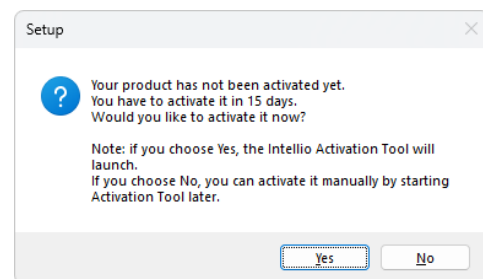 Setup
Your product has not been activated yet.
You have to activate it in 15 days.
Would you like to activate it now?
Note: if you choose Yes, the Intellio Activation Tool will
launch.
If you choose No, you can activate it manually by starting
Activation Tool later.
Yes
No